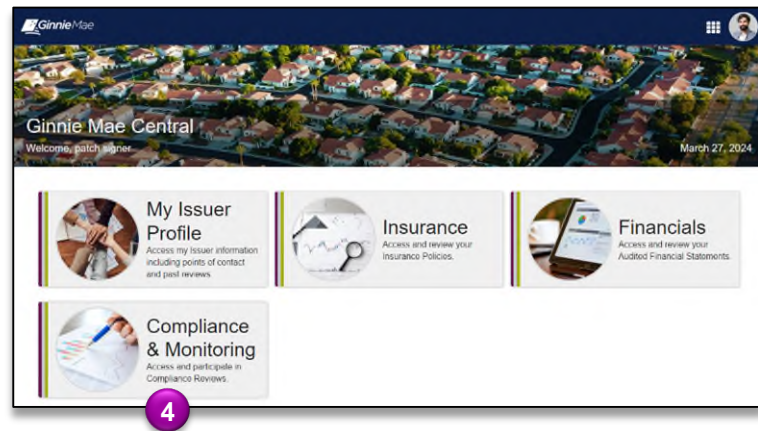 GinnieMae
Ginnie Mae Central
Welcome, patch signer
March 27, 2024
My Issuer
Profile
Access my Issuer information
including points of contact
and past reviews
Insurance
Access and review your
Insurance Policies.
Financials
Access and review your
Audited Financial Statements.
Compliance
& Monitoring
Access and participate in
Compliance Reviews.
4